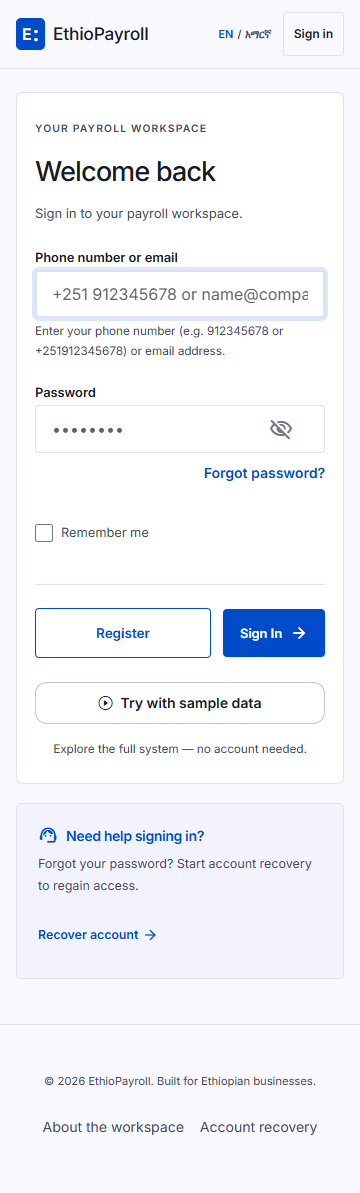 E: EthioPayroll
EN / አማርኛ
Sign in
YOUR PAYROLL WORKSPACE
Welcome back
Sign in to your payroll workspace.
Phone number or email
+251 912345678 or name@compa
Enter your phone number (e.g. 912345678 or
+251912345678) or email address.
Password
••••••••
Forgot password?
Remember me
Register
Sign In →
Try with sample data
Explore the full system — no account needed.
Need help signing in?
Forgot your password? Start account recovery
to regain access.
Recover account →
© 2026 EthioPayroll. Built for Ethiopian businesses.
About the workspace
Account recovery